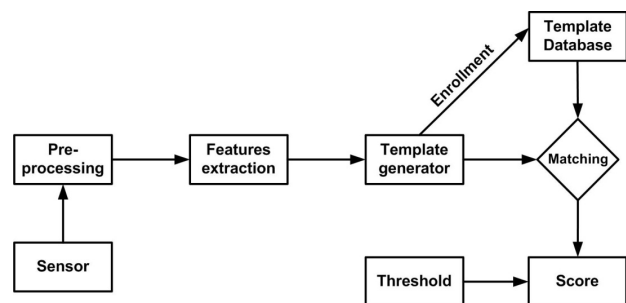 Template
Database
Enrollment
Pre-
processing
Features
extraction
Template
generator
Matching
Sensor
Threshold
Score